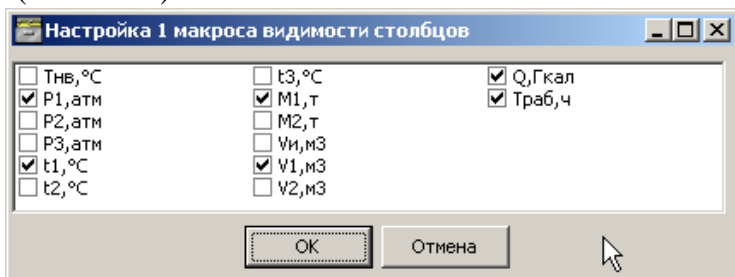 Настройка 1 макроса видимости столбцов
Тнв,°C
P1,атм
P2,атм
P3,атм
t1,°C
t2,°C
t3,°C
M1,т
M2,т
Vи,м3
V1,м3
V2,м3
Q,Гкал
Tраб,ч
OK
Отмена